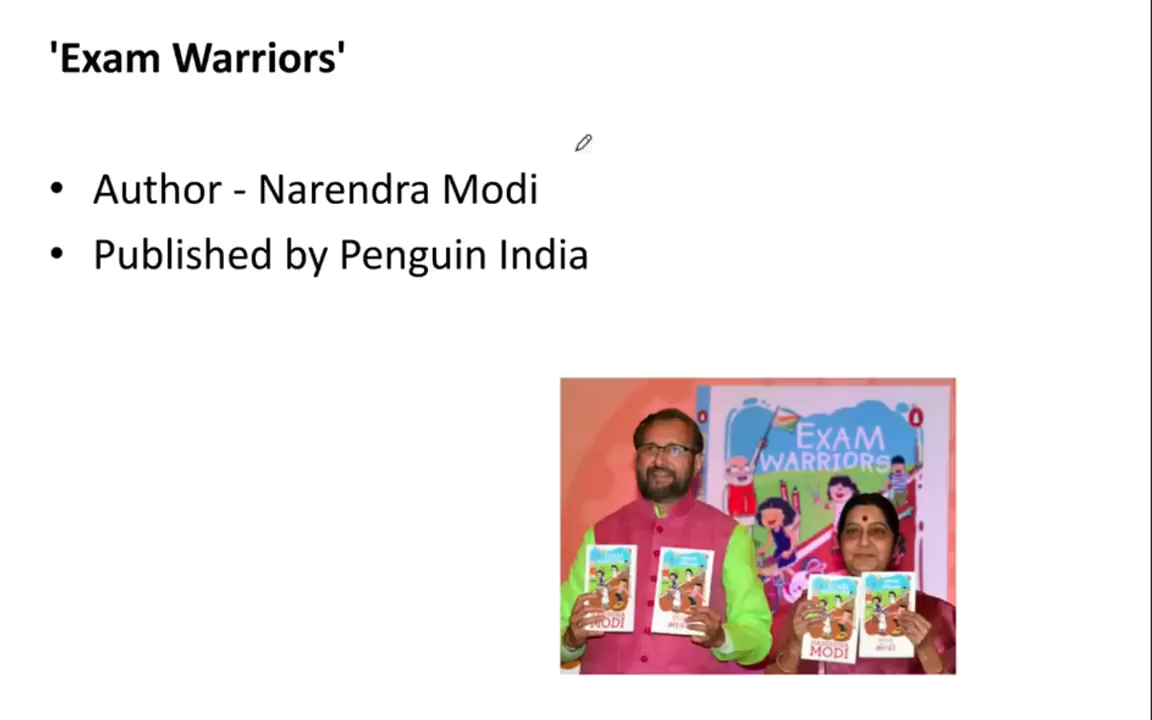 'Exam Warriors'
• Author - Narendra Modi
• Published by Penguin India
EXAM
WARRIORS
MODI
MODI